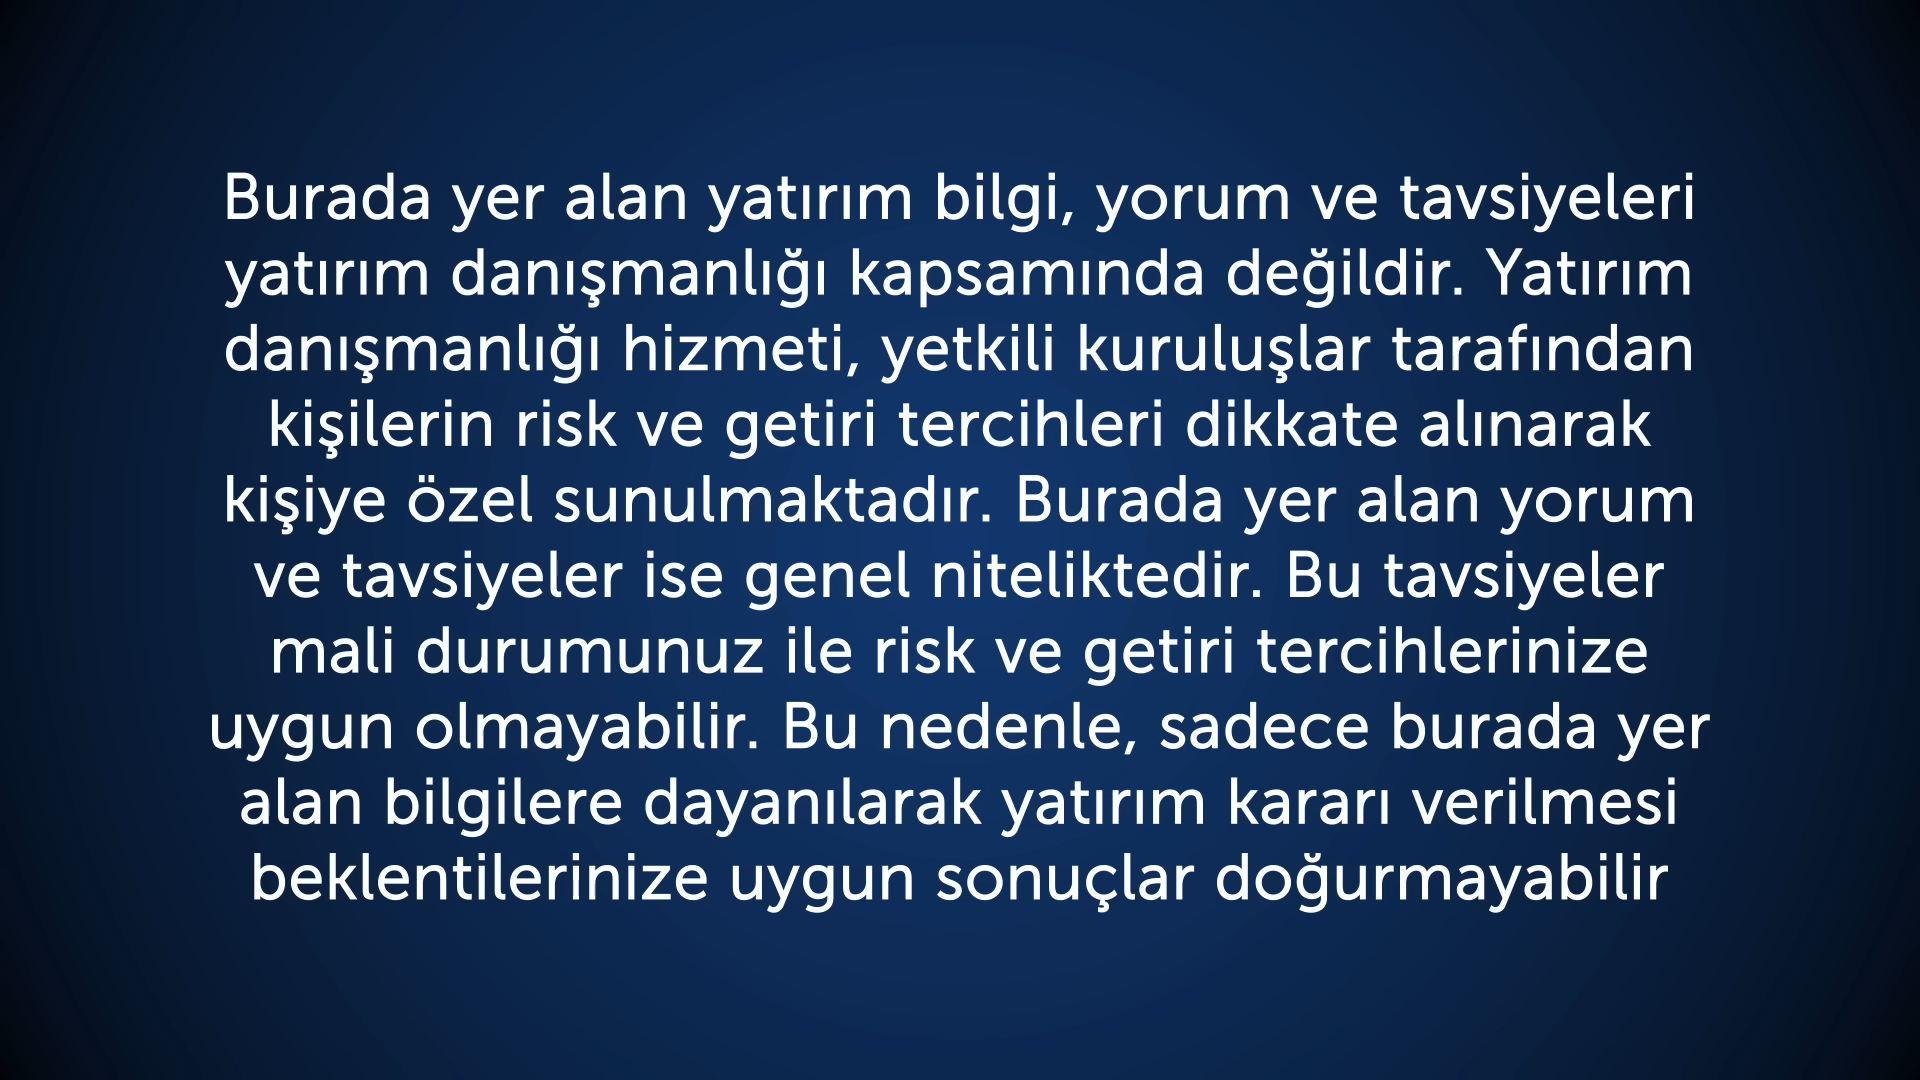 Burada yer alan yatırım bilgi, yorum ve tavsiyeleri
yatırım danışmanlığı kapsamında değildir. Yatırım
danışmanlığı hizmeti, yetkili kuruluşlar tarafından
kişilerin risk ve getiri tercihleri dikkate alınarak
kişiye özel sunulmaktadır. Burada yer alan yorum
ve tavsiyeler ise genel niteliktedir. Bu tavsiyeler
mali durumunuz ile risk ve getiri tercihlerinize
uygun olmayabilir. Bu nedenle, sadece burada yer
alan bilgilere dayanılarak yatırım kararı verilmesi
beklentilerinize uygun sonuçlar doğurmayabilir